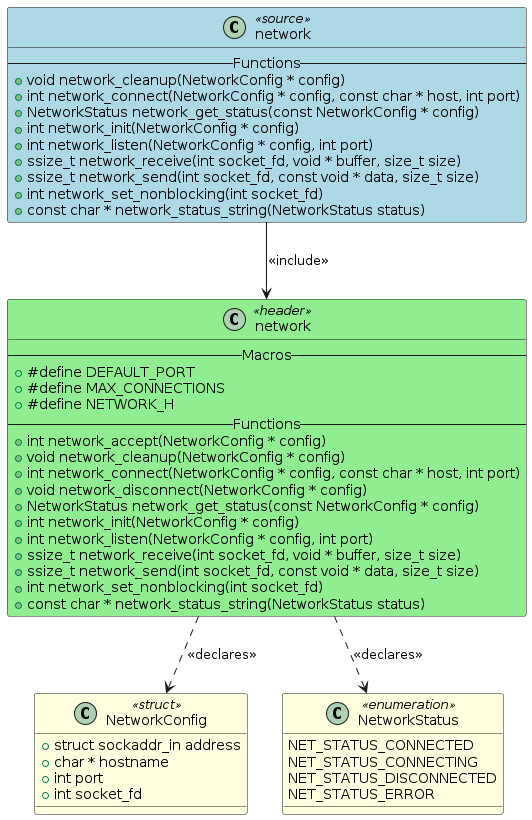 «source»
C network
Functions
void network_cleanup(NetworkConfig * config)
int network_connect(NetworkConfig * config, const char * host, int port)
NetworkStatus network_get_status(const NetworkConfig * config)
int network_init(NetworkConfig * config)
int network_listen(NetworkConfig * config, int port)
ssize_t network_receive(int socket_fd, void * buffer, size_t size)
ssize_t network_send(int socket_fd, const void * data, size_t size)
int network_set_nonblocking(int socket_fd)
const char * network_status_string(NetworkStatus status)
«include»
«header»
C network
Macros
#define DEFAULT_PORT
#define MAX_CONNECTIONS
#define NETWORK_H
Functions
int network_accept(NetworkConfig * config)
void network_cleanup(NetworkConfig * config)
int network_connect(NetworkConfig * config, const char * host, int port)
void network_disconnect(NetworkConfig * config)
NetworkStatus network_get_status(const NetworkConfig * config)
int network_init(NetworkConfig * config)
int network_listen(NetworkConfig * config, int port)
ssize_t network_receive(int socket_fd, void * buffer, size_t size)
ssize_t network_send(int socket_fd, const void * data, size_t size)
int network_set_nonblocking(int socket_fd)
const char * network_status_string(NetworkStatus status)
«declares»
«declares»
«struct»
C NetworkConfig
struct sockaddr_in address
char * hostname
int port
int socket_fd
«enumeration»
C NetworkStatus
NET_STATUS_CONNECTED
NET_STATUS_CONNECTING
NET_STATUS_DISCONNECTED
NET_STATUS_ERROR